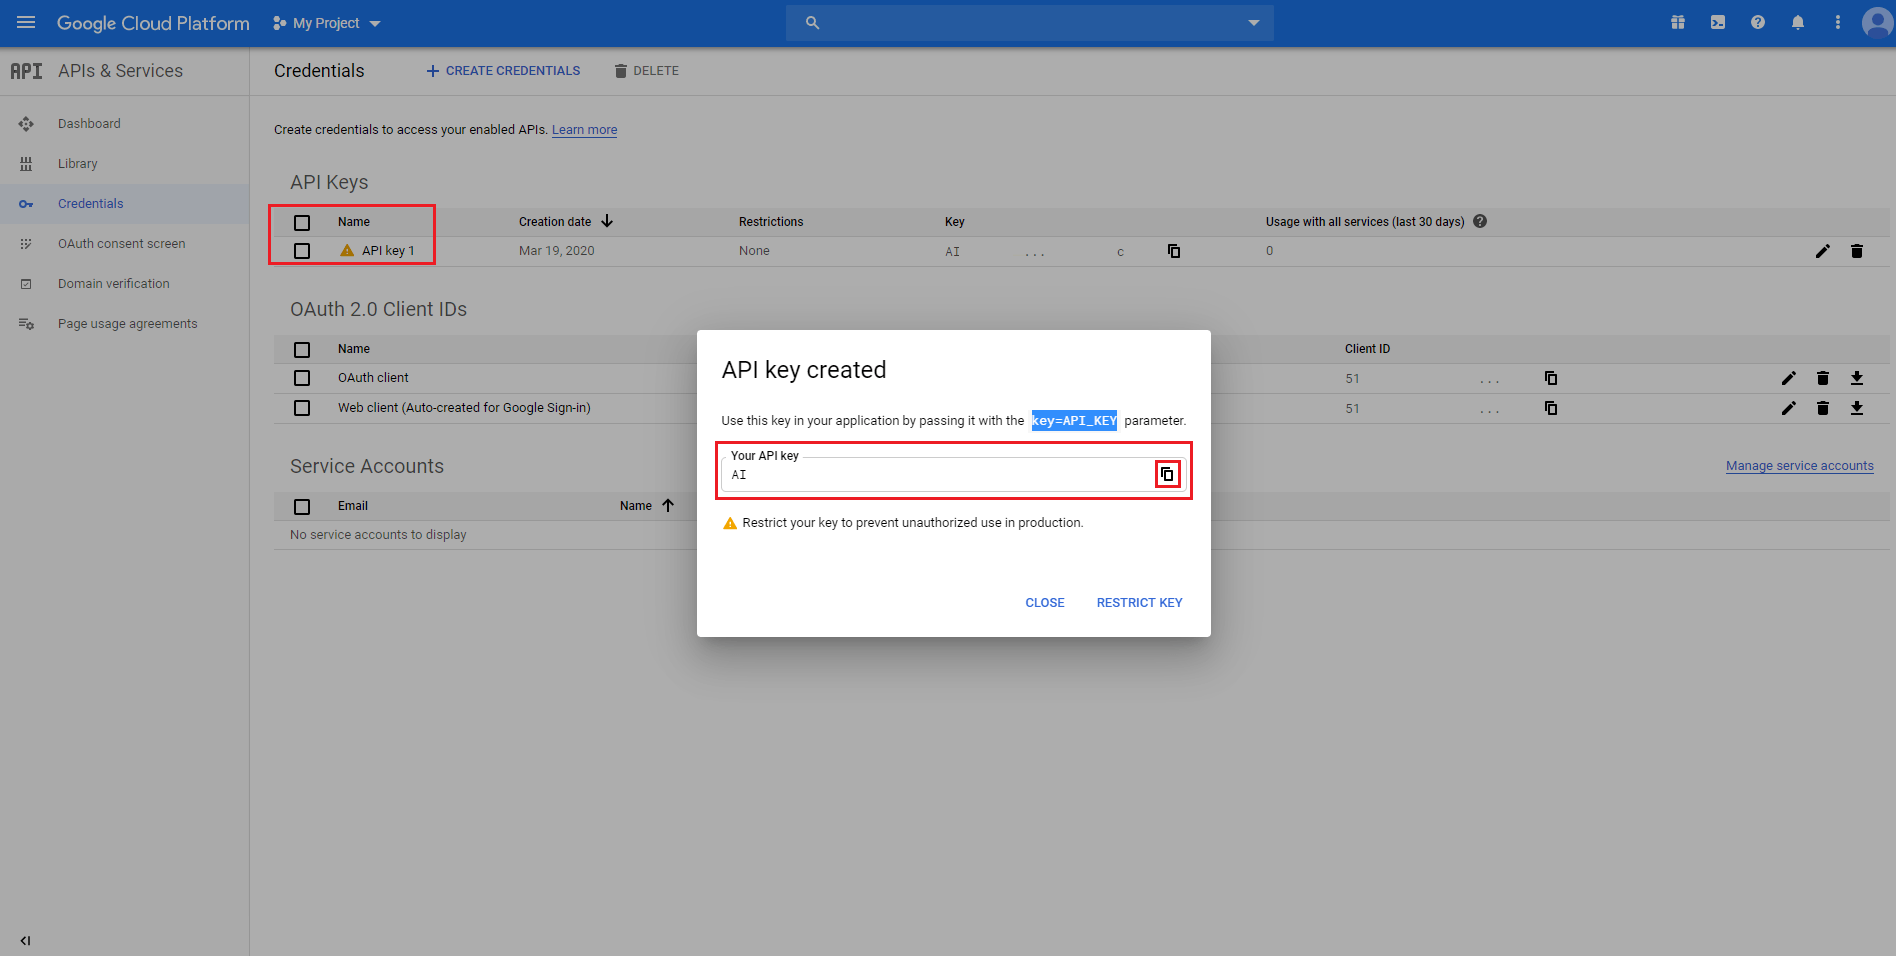 Google Cloud Platform My Project
API APIs & Services
Credentials CREATE CREDENTIALS DELETE
Dashboard
Library
Credentials
OAuth consent screen
Domain verification
Page usage agreements
Create credentials to access your enabled APIs. Learn more
API Keys
Name Creation date Restrictions Key Usage with all services (last 30 days)
API key 1 Mar 19, 2020 None AI ... c 0
OAuth 2.0 Client IDs
Name Client ID
OAuth client 51 ...
Web client (Auto-created for Google Sign-in) 51 ...
Service Accounts
Manage service accounts
Email Name
No service accounts to display
API key created
Use this key in your application by passing it with the key=API_KEY parameter.
Your API key
AI
Restrict your key to prevent unauthorized use in production.
CLOSE RESTRICT KEY